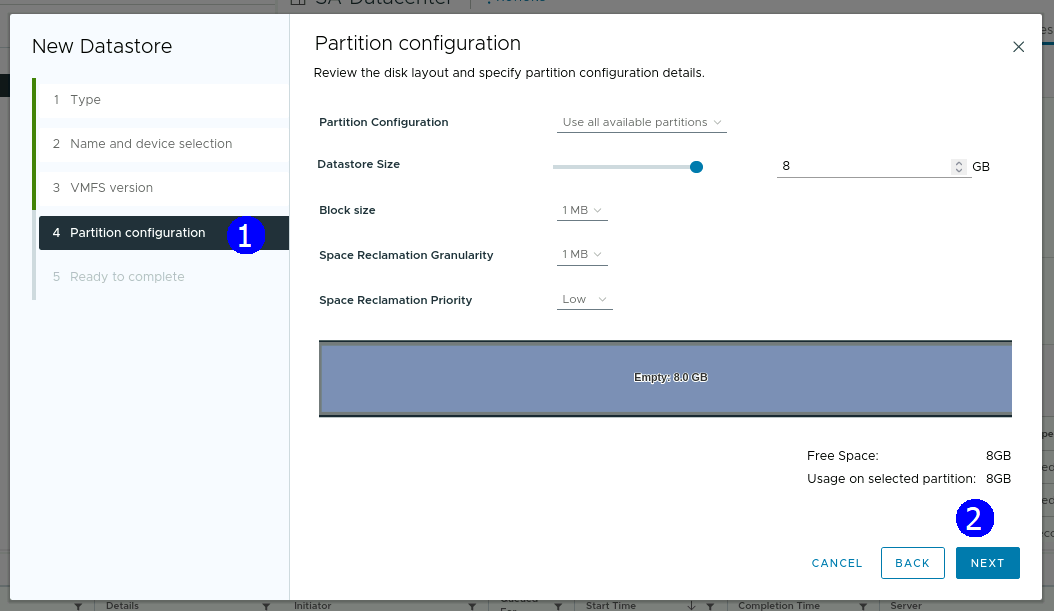 SA-Datacenter
ACTIONS
New Datastore
1 Type
2 Name and device selection
3 VMFS version
4 Partition configuration
1
5 Ready to complete
Partition configuration
Review the disk layout and specify partition configuration details.
Partition Configuration Use all available partitions
Datastore Size 8 GB
Block size 1 MB
Space Reclamation Granularity 1 MB
Space Reclamation Priority Low
Empty: 8.0 GB
Free Space: 8GB
Usage on selected partition: 8GB
2
CANCEL BACK NEXT
Details Initiator For Start Time Completion Time Server